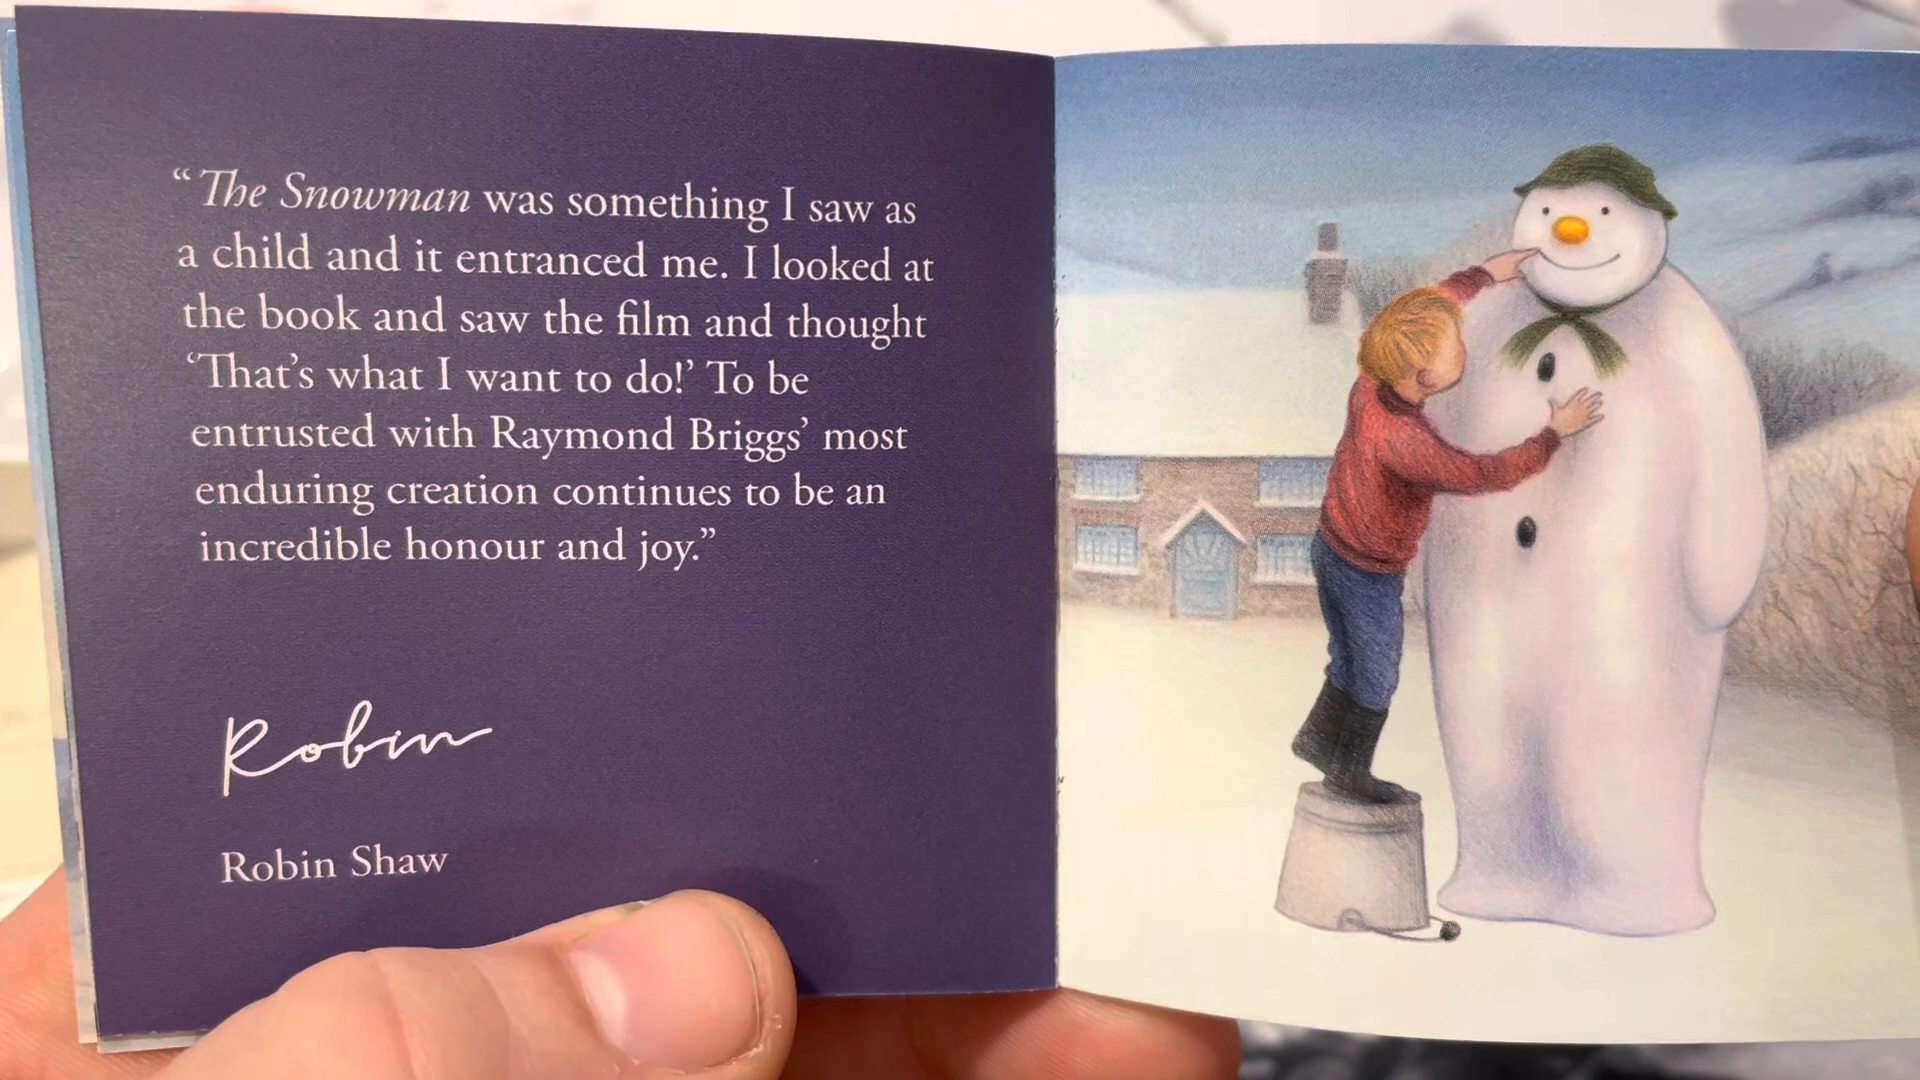 “The Snowman was something I saw as
a child and it entranced me. I looked at
the book and saw the film and thought
‘That’s what I want to do!’ To be
entrusted with Raymond Briggs’ most
enduring creation continues to be an
incredible honour and joy.”
Robin
Robin Shaw